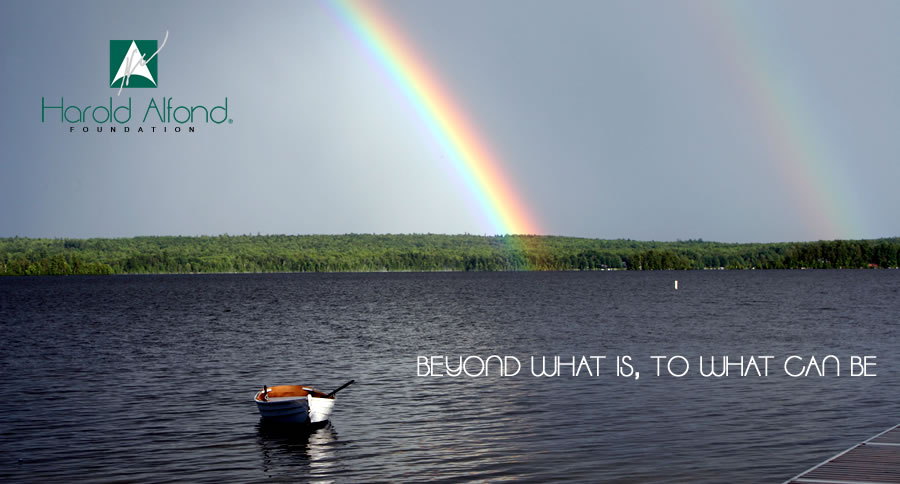 Harold Alfond®
FOUNDATION
BEYOND WHAT IS, TO WHAT CAN BE